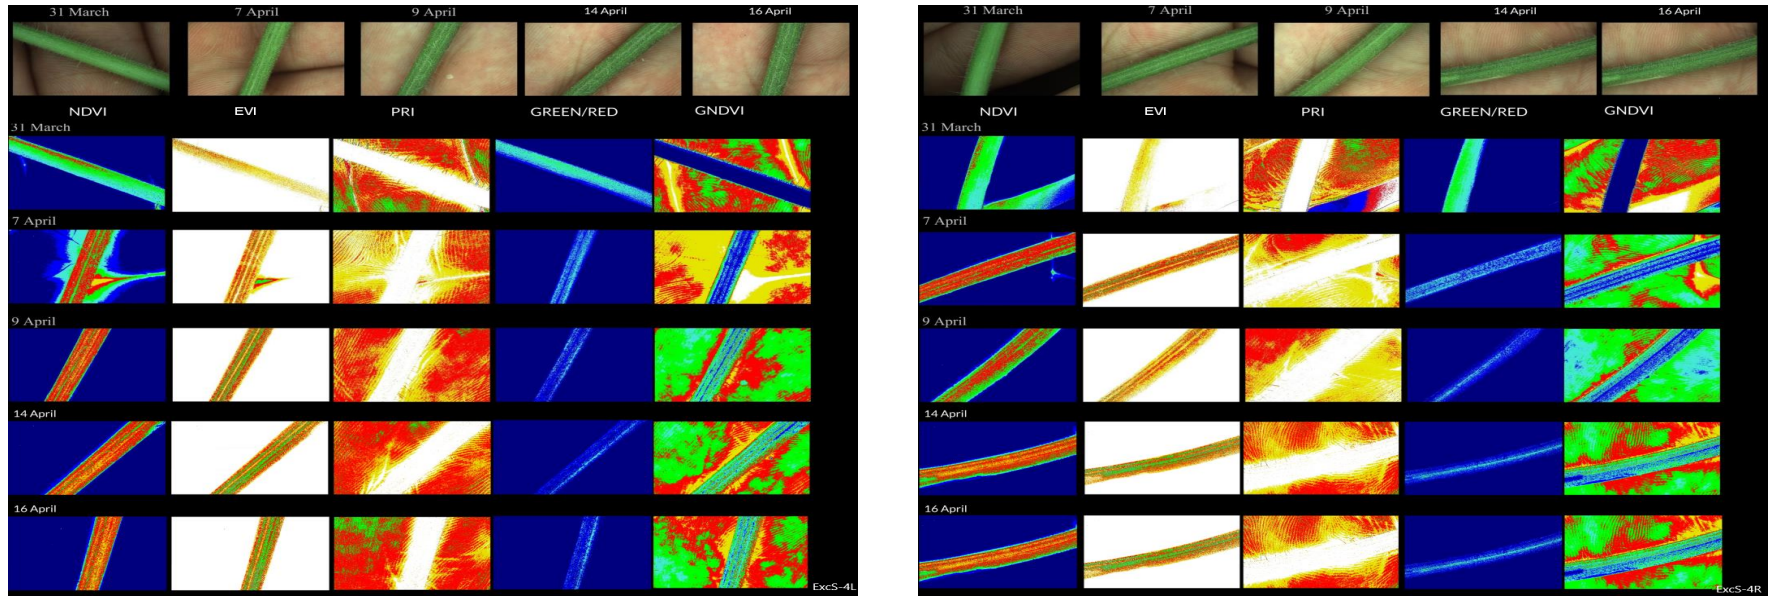 31 March 7 April 9 April 14 April 16 April
NDVI EVI PRI GREEN/RED GNDVI
31 March
7 April
9 April
14 April
16 April
ExcS-4L
31 March 7 April 9 April 14 April 16 April
NDVI EVI PRI GREEN/RED GNDVI
31 March
7 April
9 April
14 April
16 April
ExcS-4R